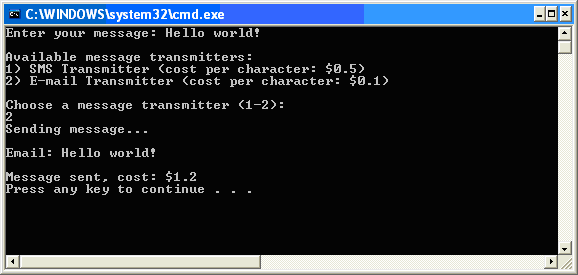 C:\WINDOWS\system32\cmd.exe
Enter your message: Hello world!
Available message transmitters:
1) SMS Transmitter (cost per character: $0.5)
2) E-mail Transmitter (cost per character: $0.1)
Choose a message transmitter (1-2):
2
Sending message...
Email: Hello world!
Message sent, cost: $1.2
Press any key to continue . . .